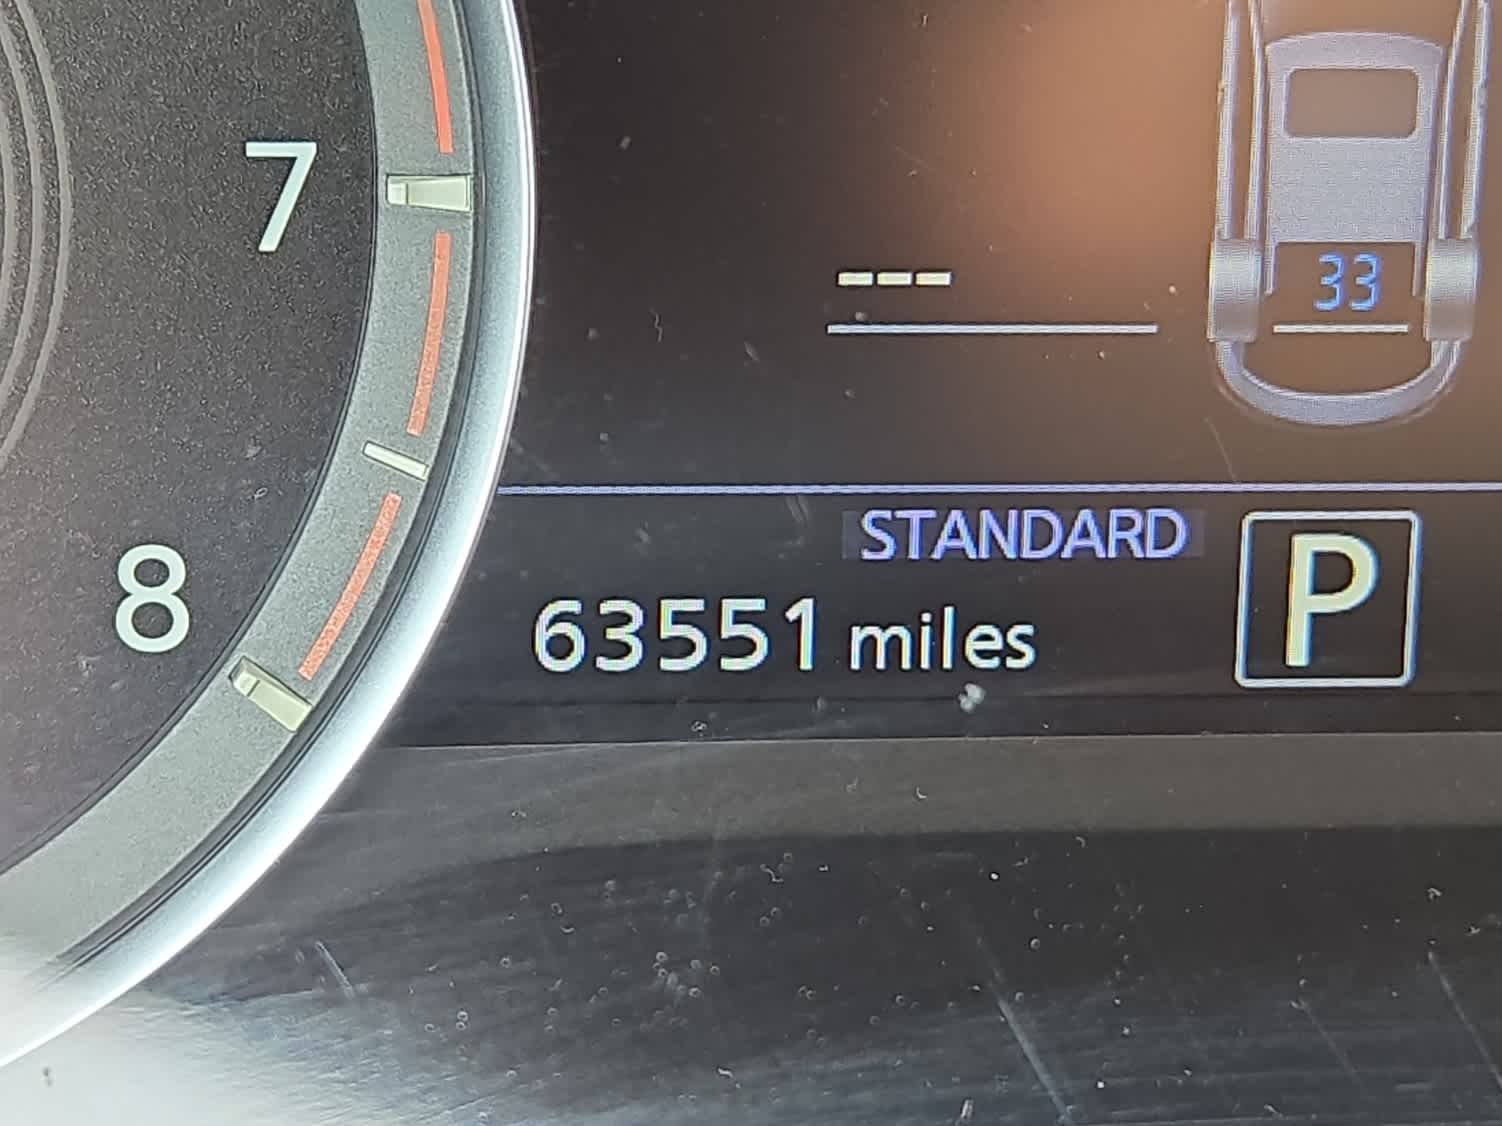 7
---
33
STANDARD
P
63551 miles
8